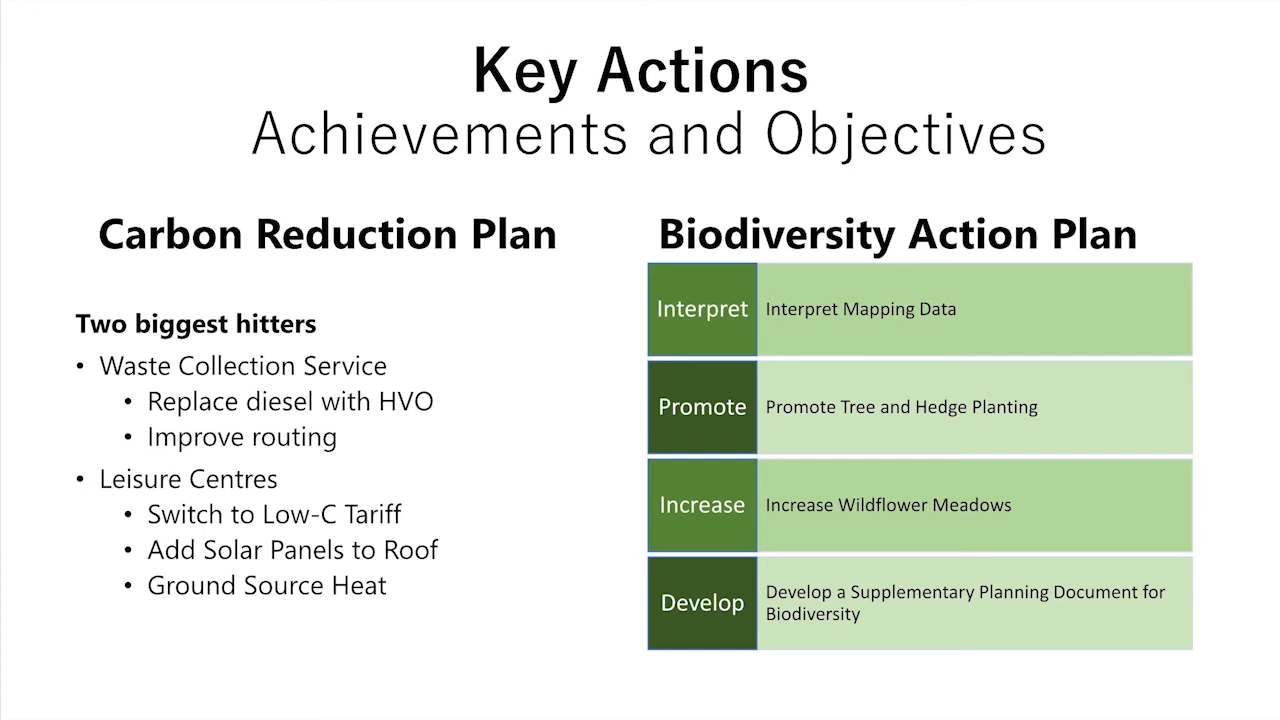 Key Actions
Achievements and Objectives
Carbon Reduction Plan
Two biggest hitters
• Waste Collection Service
• Replace diesel with HVO
• Improve routing
• Leisure Centres
• Switch to Low-C Tariff
• Add Solar Panels to Roof
• Ground Source Heat
Biodiversity Action Plan
Interpret
Interpret Mapping Data
Promote
Promote Tree and Hedge Planting
Increase
Increase Wildflower Meadows
Develop
Develop a Supplementary Planning Document for
Biodiversity